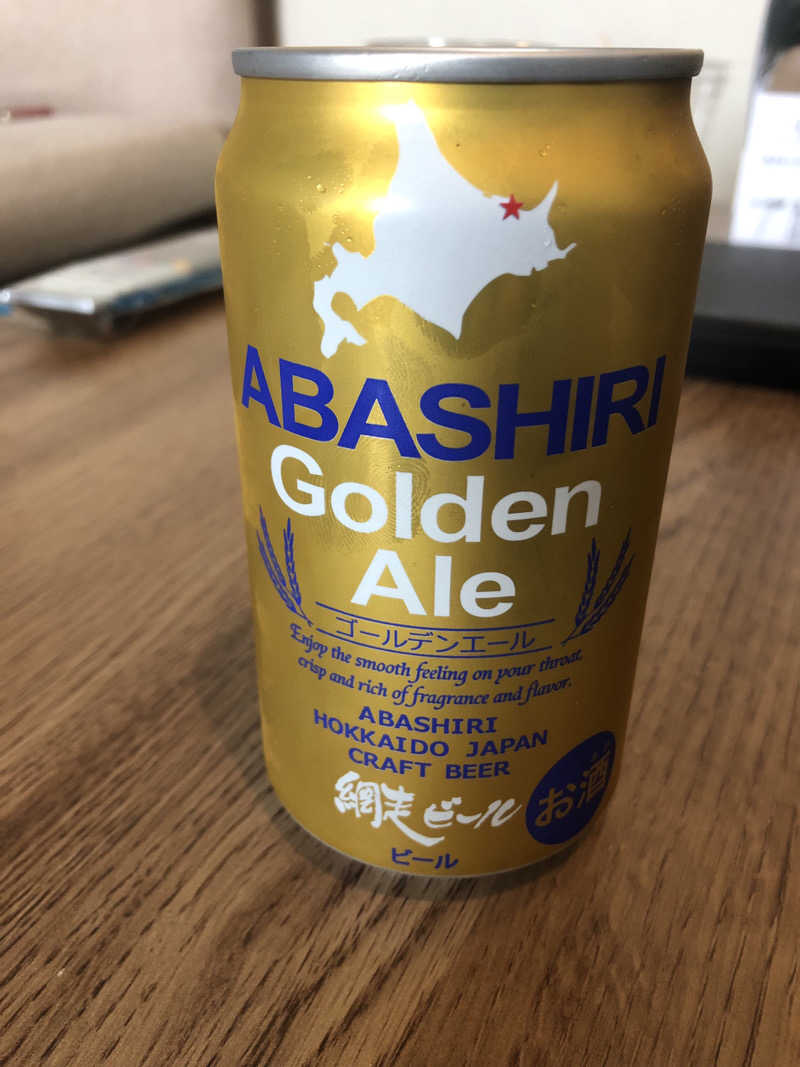 ABASHIRI
Golden
Ale
ゴールデンエール
Enjoy the smooth feeling on your throat,
crisp and rich of fragrance and flavor.
ABASHIRI
HOKKAIDO JAPAN
CRAFT BEER
網走ビール
お酒
ビール